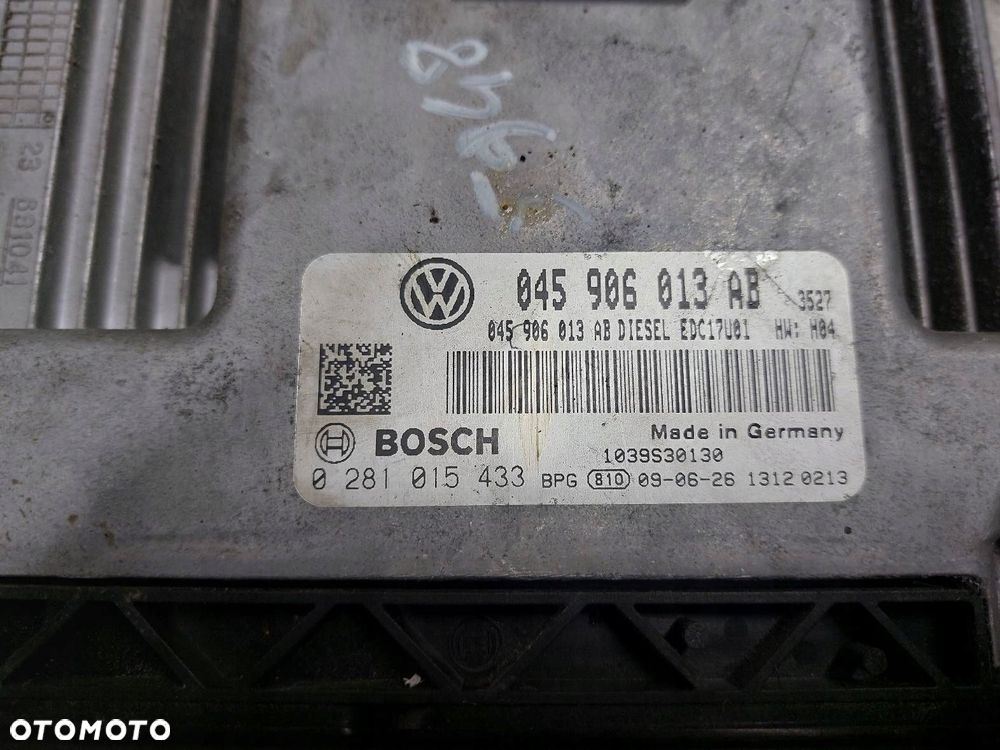 045 906 013 AB 3527
045 906 013 AB DIESEL EDC17U01 HW: H04
BOSCH
Made in Germany
1039S30130
0 281 015 433 BPG 810 09-06-26 1312 0213
OTOMOTO